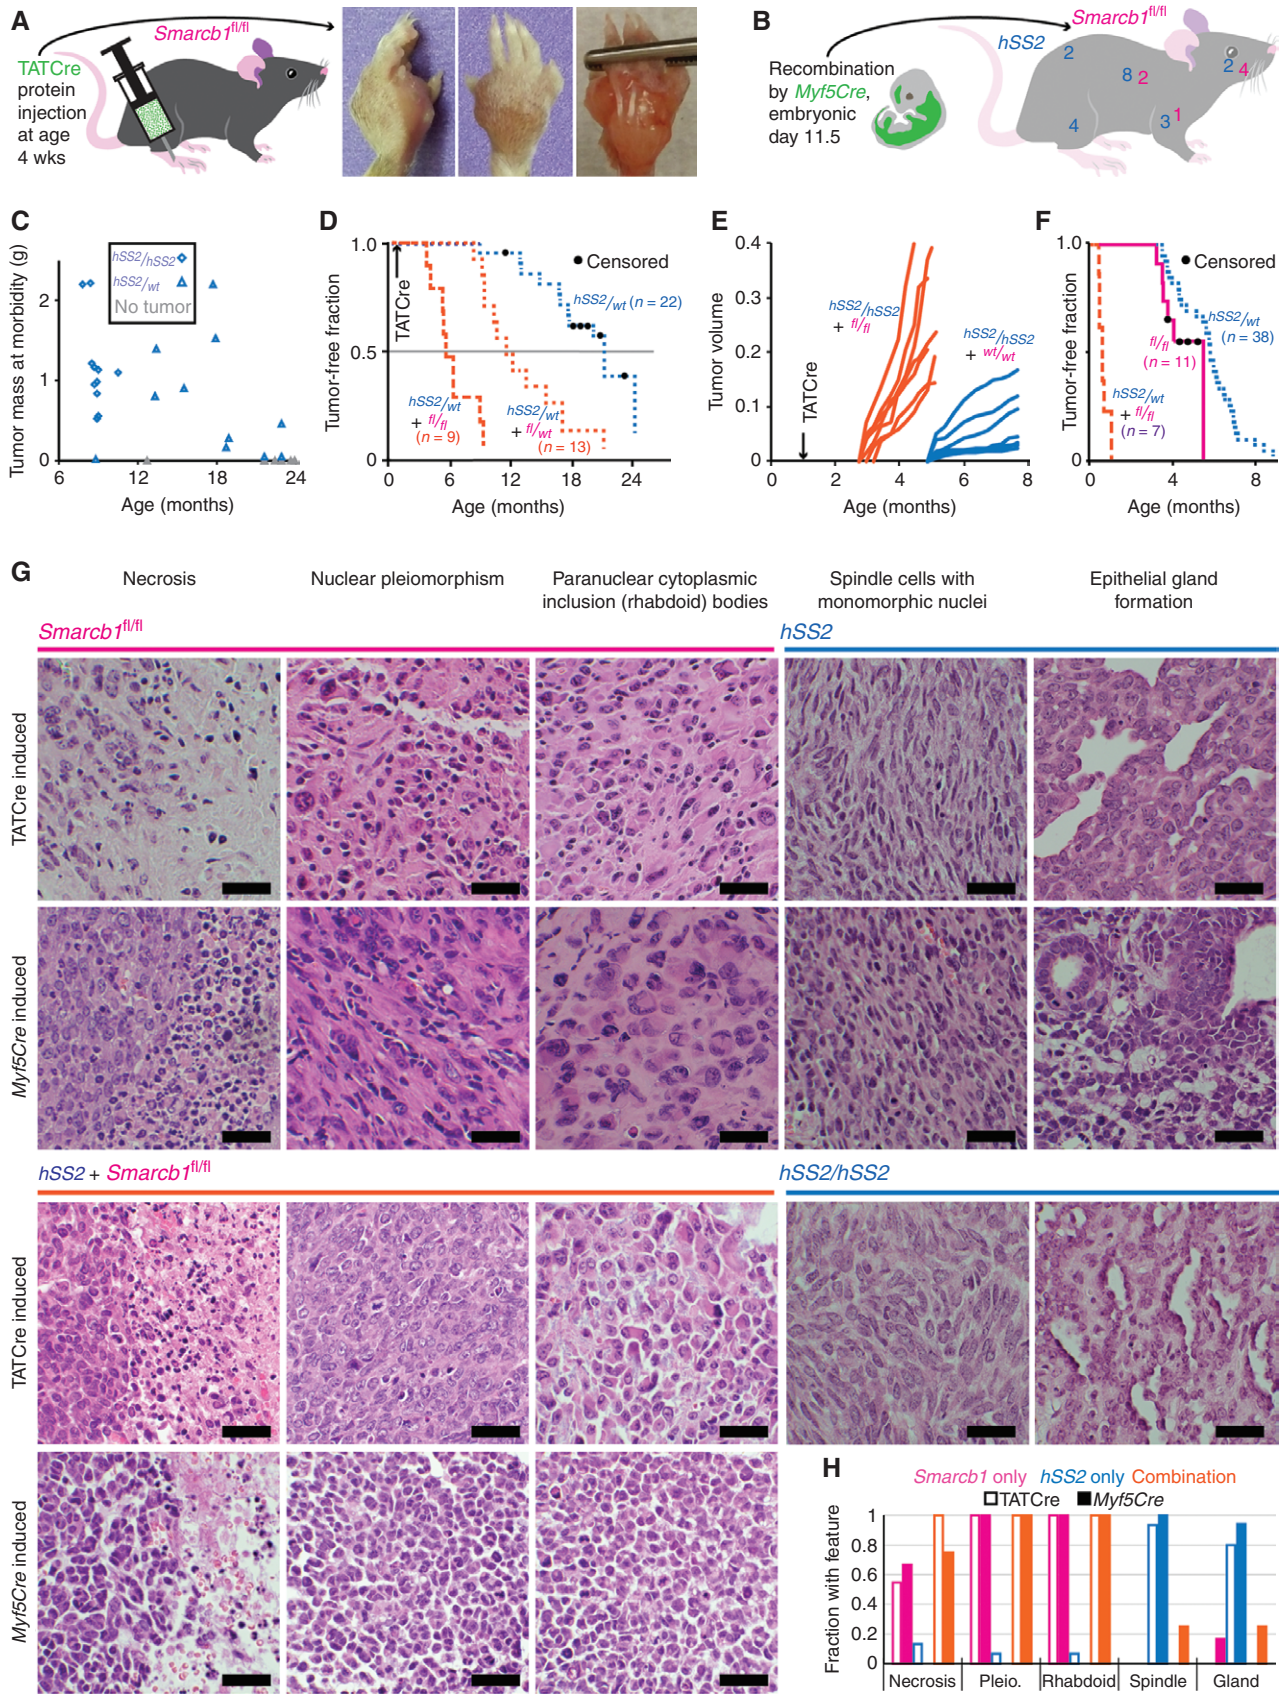 A
Smarcb1fl/fl
TATCre
protein
injection
at age
4 wks
B
Smarcb1fl/fl
hSS2
Recombination
by Myf5Cre,
embryonic
day 11.5
2
8 2
2 4
4
3 1
C
Tumor mass at morbidity (g)
hSS2/hSS2
hSS2/wt
No tumor
2
1
0
6 12 18 24
Age (months)
D
Tumor-free fraction
1.0
0.5
0
TATCre
Censored
hSS2/wt (n = 22)
hSS2/wt
+ fl/fl
(n = 9)
hSS2/wt
+ fl/wt
(n = 13)
0 6 12 18 24
Age (months)
E
Tumor volume
0.4
0.3
0.2
0.1
0
TATCre
hSS2/hSS2
+ fl/fl
hSS2/hSS2
+ wt/wt
0 2 4 6 8
Age (months)
F
Tumor-free fraction
1.0
0.5
0
Censored
hSS2/wt
(n = 38)
fl/fl
(n = 11)
hSS2/wt
+ fl/fl
(n = 7)
0 4 8
Age (months)
G
Necrosis
Nuclear pleiomorphism
Paranuclear cytoplasmic
inclusion (rhabdoid) bodies
Spindle cells with
monomorphic nuclei
Epithelial gland
formation
Smarcb1fl/fl
hSS2
TATCre induced
Myf5Cre induced
hSS2 + Smarcb1fl/fl
hSS2/hSS2
TATCre induced
Myf5Cre induced
H
Smarcb1 only hSS2 only Combination
TATCre Myf5Cre
Fraction with feature
1
0.8
0.6
0.4
0.2
0
Necrosis Pleio. Rhabdoid Spindle Gland